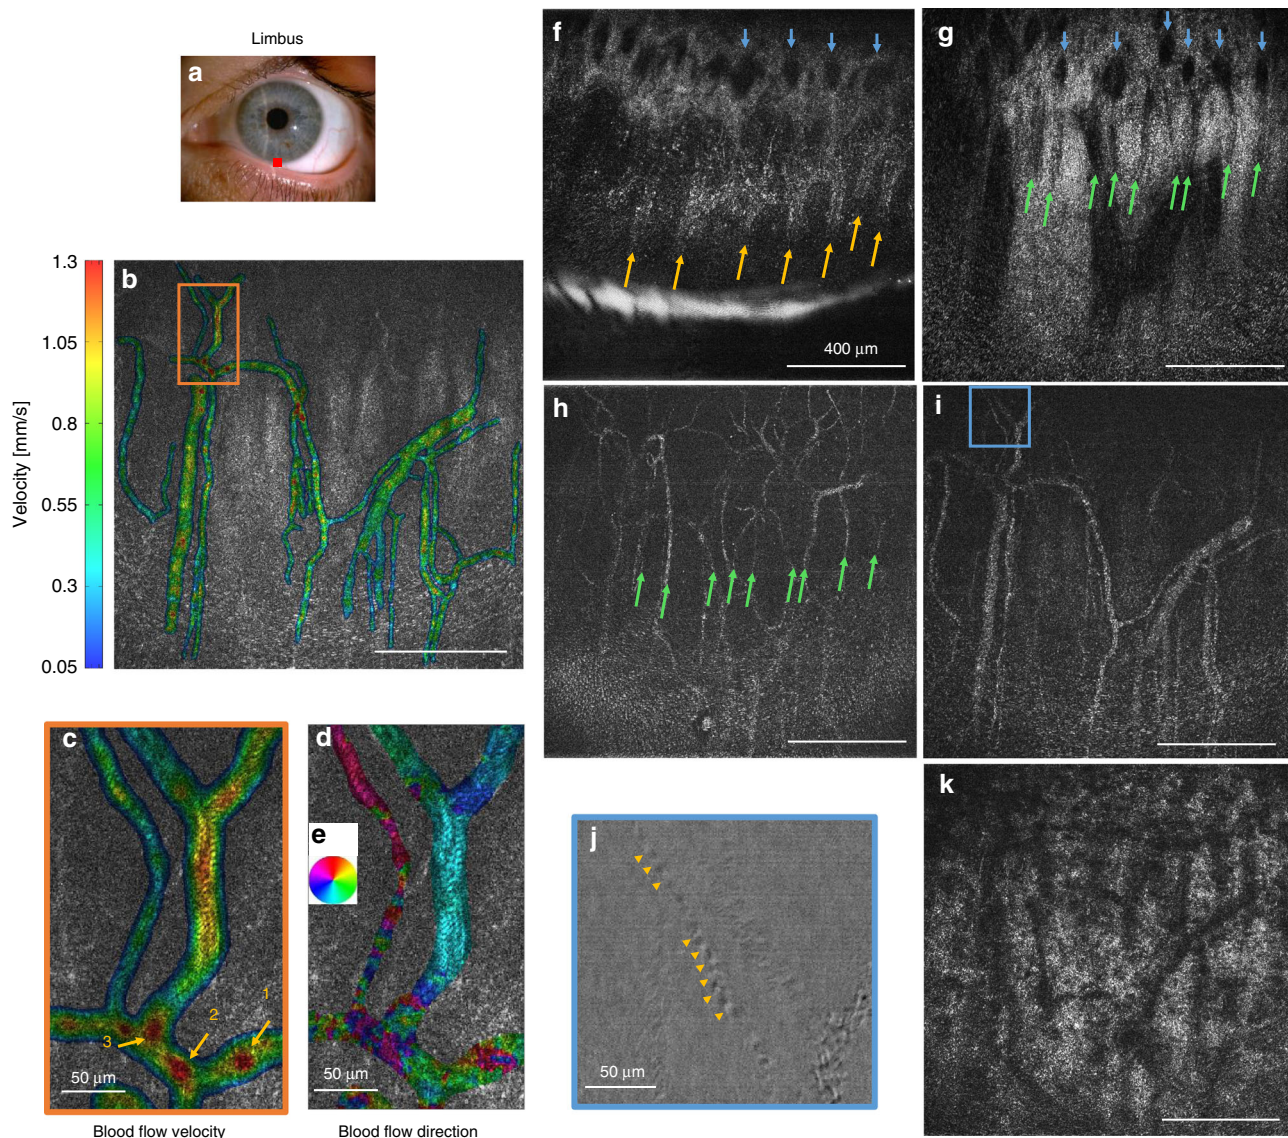 Limbus
a
b
1.3
1.05
0.8
0.55
0.3
0.05
Velocity [mm/s]
c
1
2
3
50 µm
Blood flow velocity
d
e
50 µm
Blood flow direction
f
400 µm
g
h
i
j
50 µm
k